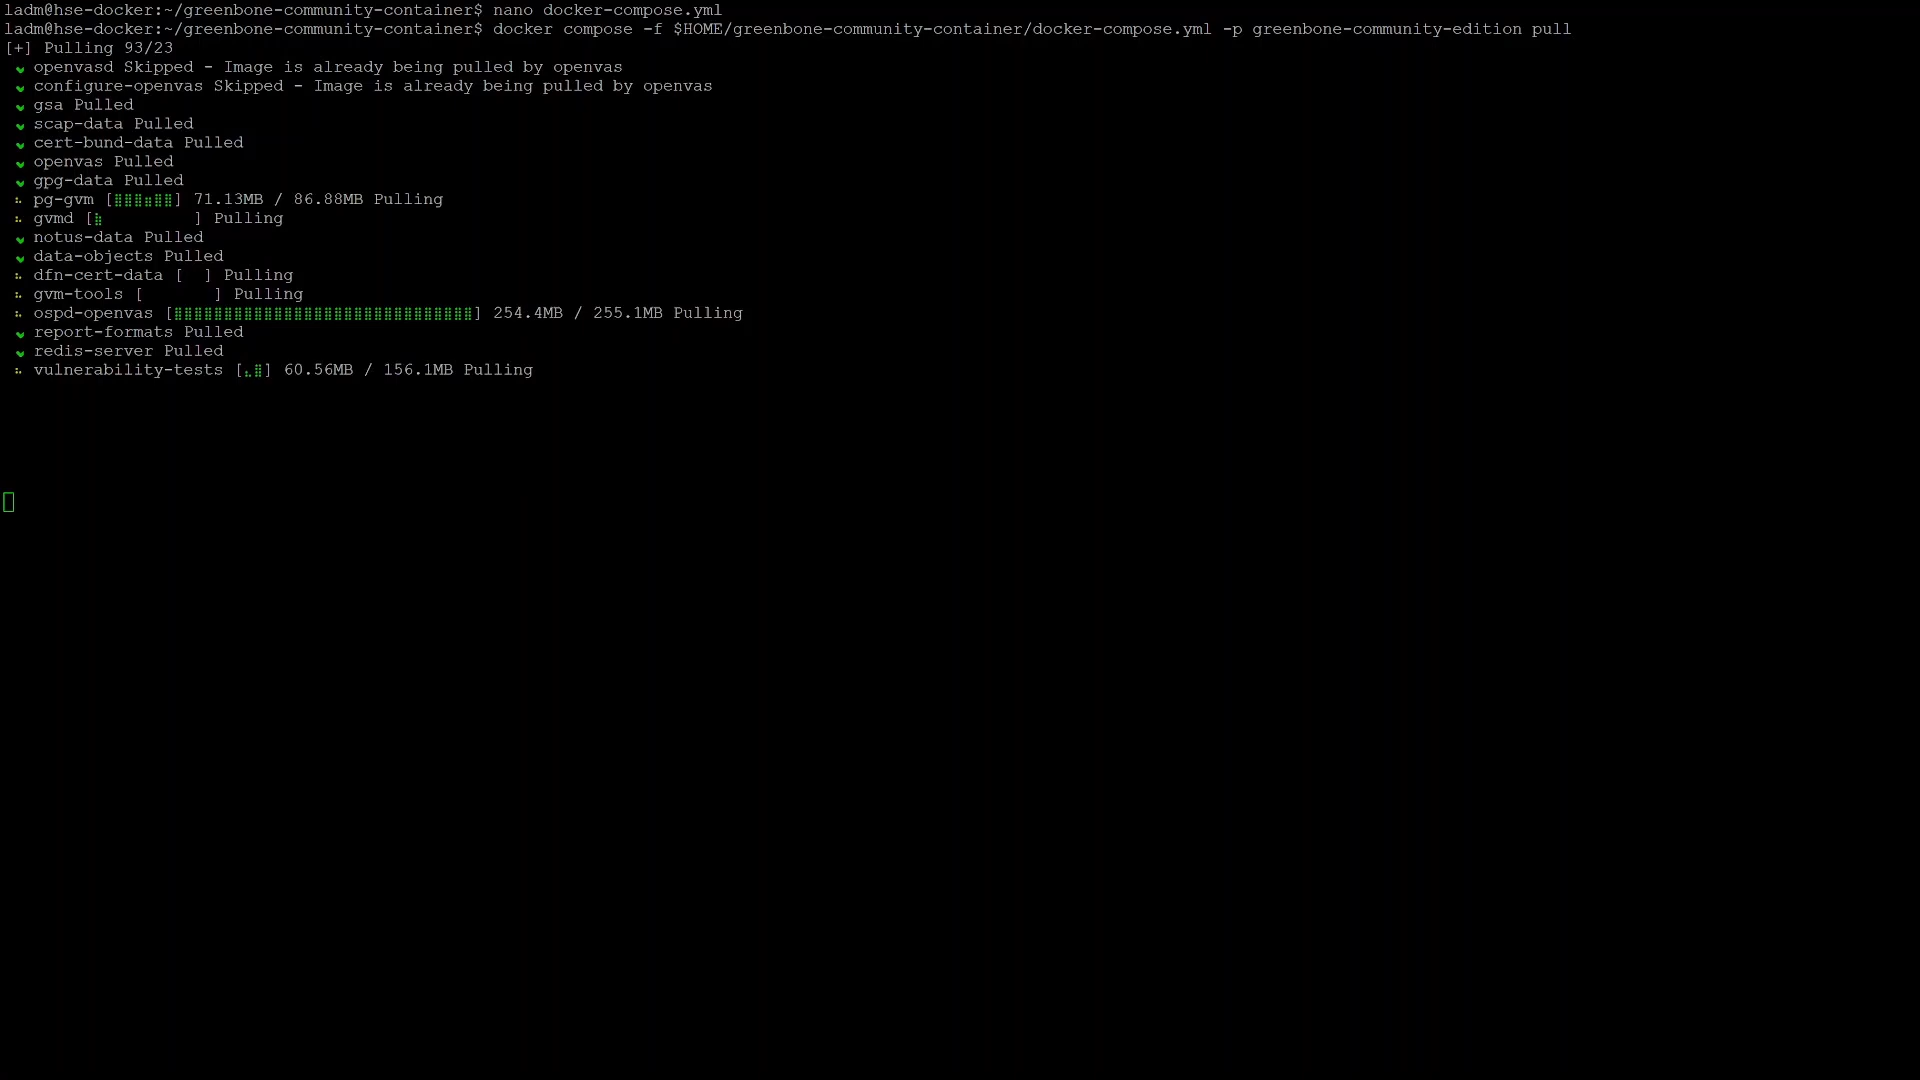 ladm@hse-docker:~/greenbone-community-container$ nano docker-compose.yml
ladm@hse-docker:~/greenbone-community-container$ docker compose -f $HOME/greenbone-community-container/docker-compose.yml -p greenbone-community-edition pull
[+] Pulling 93/23
✔ openvasd Skipped - Image is already being pulled by openvas
✔ configure-openvas Skipped - Image is already being pulled by openvas
✔ gsa Pulled
✔ scap-data Pulled
✔ cert-bund-data Pulled
✔ openvas Pulled
✔ gpg-data Pulled
⠦ pg-gvm [⣿⣿⣿⣶⣿⣿] 71.13MB / 86.88MB Pulling
⠦ gvmd [⣷         ] Pulling
✔ notus-data Pulled
✔ data-objects Pulled
⠦ dfn-cert-data [  ] Pulling
⠦ gvm-tools [       ] Pulling
⠦ ospd-openvas [⣿⣿⣿⣿⣿⣿⣿⣿⣿⣿⣿⣿⣿⣿⣿⣿⣿⣿⣿⣿⣿⣿⣿⣿⣿⣿⣿⣿⣿⣿] 254.4MB / 255.1MB Pulling
✔ report-formats Pulled
✔ redis-server Pulled
⠦ vulnerability-tests [⣄⣿] 60.56MB / 156.1MB Pulling